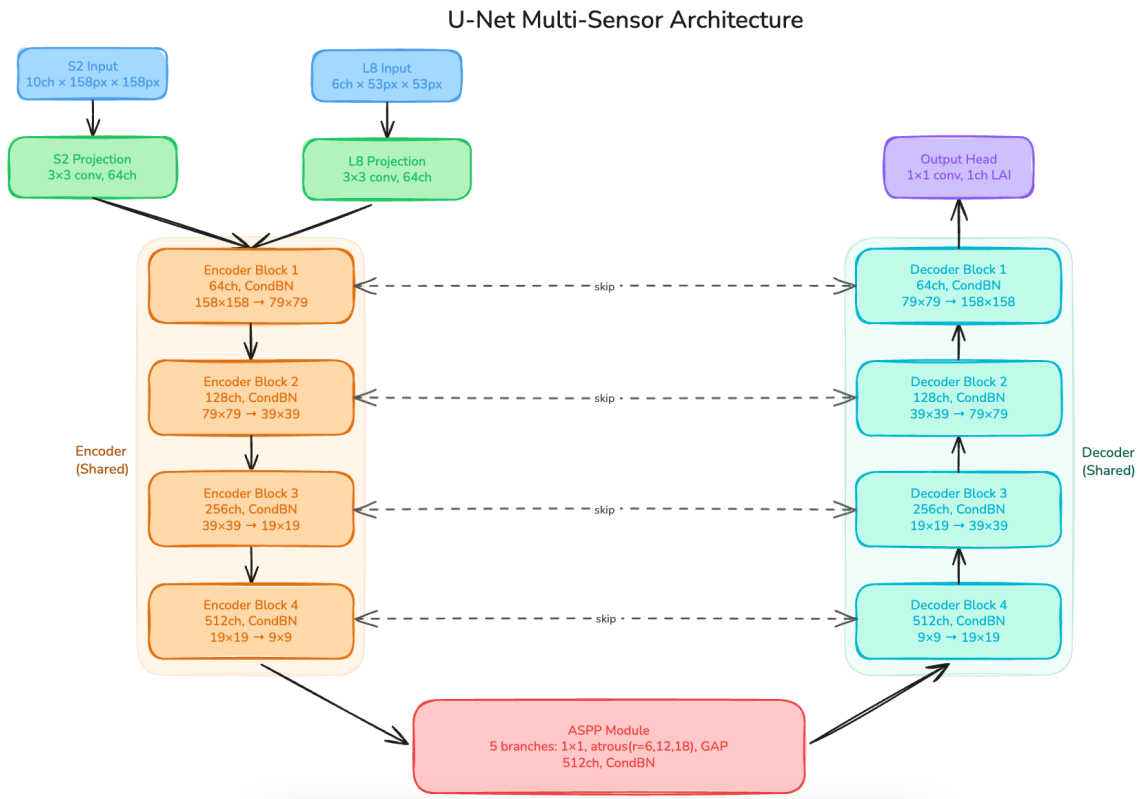 U-Net Multi-Sensor Architecture
S2 Input
10ch × 158px × 158px
L8 Input
6ch × 53px × 53px
S2 Projection
3×3 conv, 64ch
L8 Projection
3×3 conv, 64ch
Output Head
1×1 conv, 1ch LAI
Encoder Block 1
64ch, CondBN
158×158 → 79×79
skip
Decoder Block 1
64ch, CondBN
79×79 → 158×158
Encoder Block 2
128ch, CondBN
79×79 → 39×39
skip
Decoder Block 2
128ch, CondBN
39×39 → 79×79
Encoder
(Shared)
Decoder
(Shared)
Encoder Block 3
256ch, CondBN
39×39 → 19×19
skip
Decoder Block 3
256ch, CondBN
19×19 → 39×39
Encoder Block 4
512ch, CondBN
19×19 → 9×9
skip
Decoder Block 4
512ch, CondBN
9×9 → 19×19
ASPP Module
5 branches: 1×1, atrous(r=6,12,18), GAP
512ch, CondBN